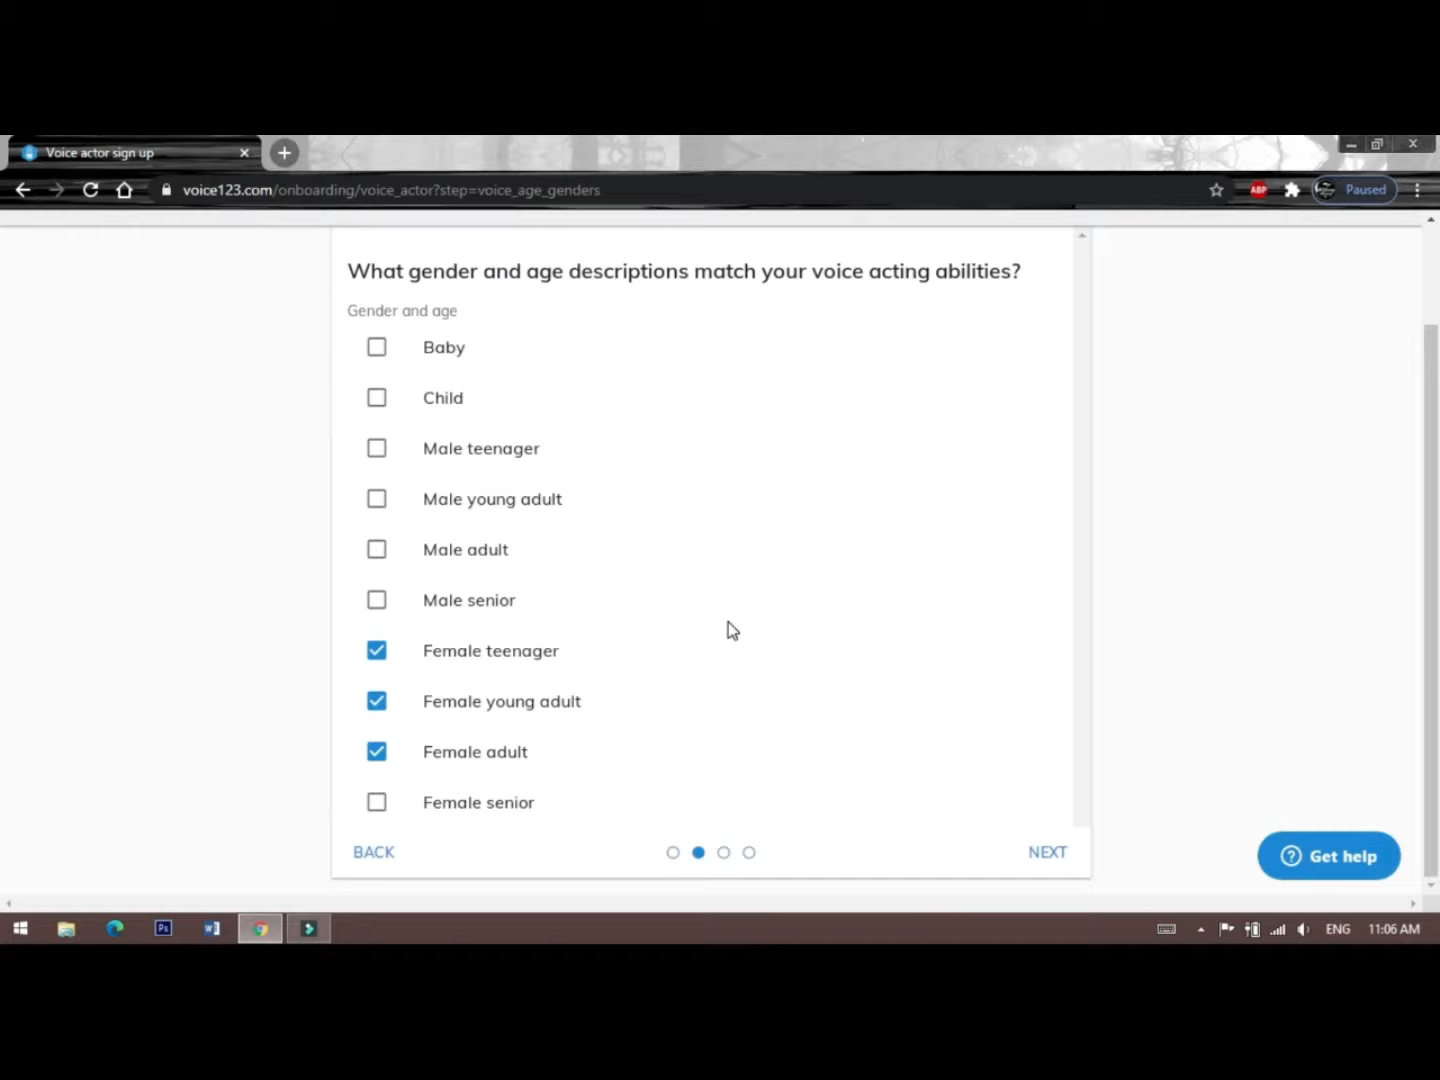 Voice actor sign up
voice123.com/onboarding/voice_actor?step=voice_age_genders
ABP
Paused
What gender and age descriptions match your voice acting abilities?
Gender and age
Baby
Child
Male teenager
Male young adult
Male adult
Male senior
Female teenager
Female young adult
Female adult
Female senior
BACK
NEXT
Get help
Ps
ENG
11:06 AM